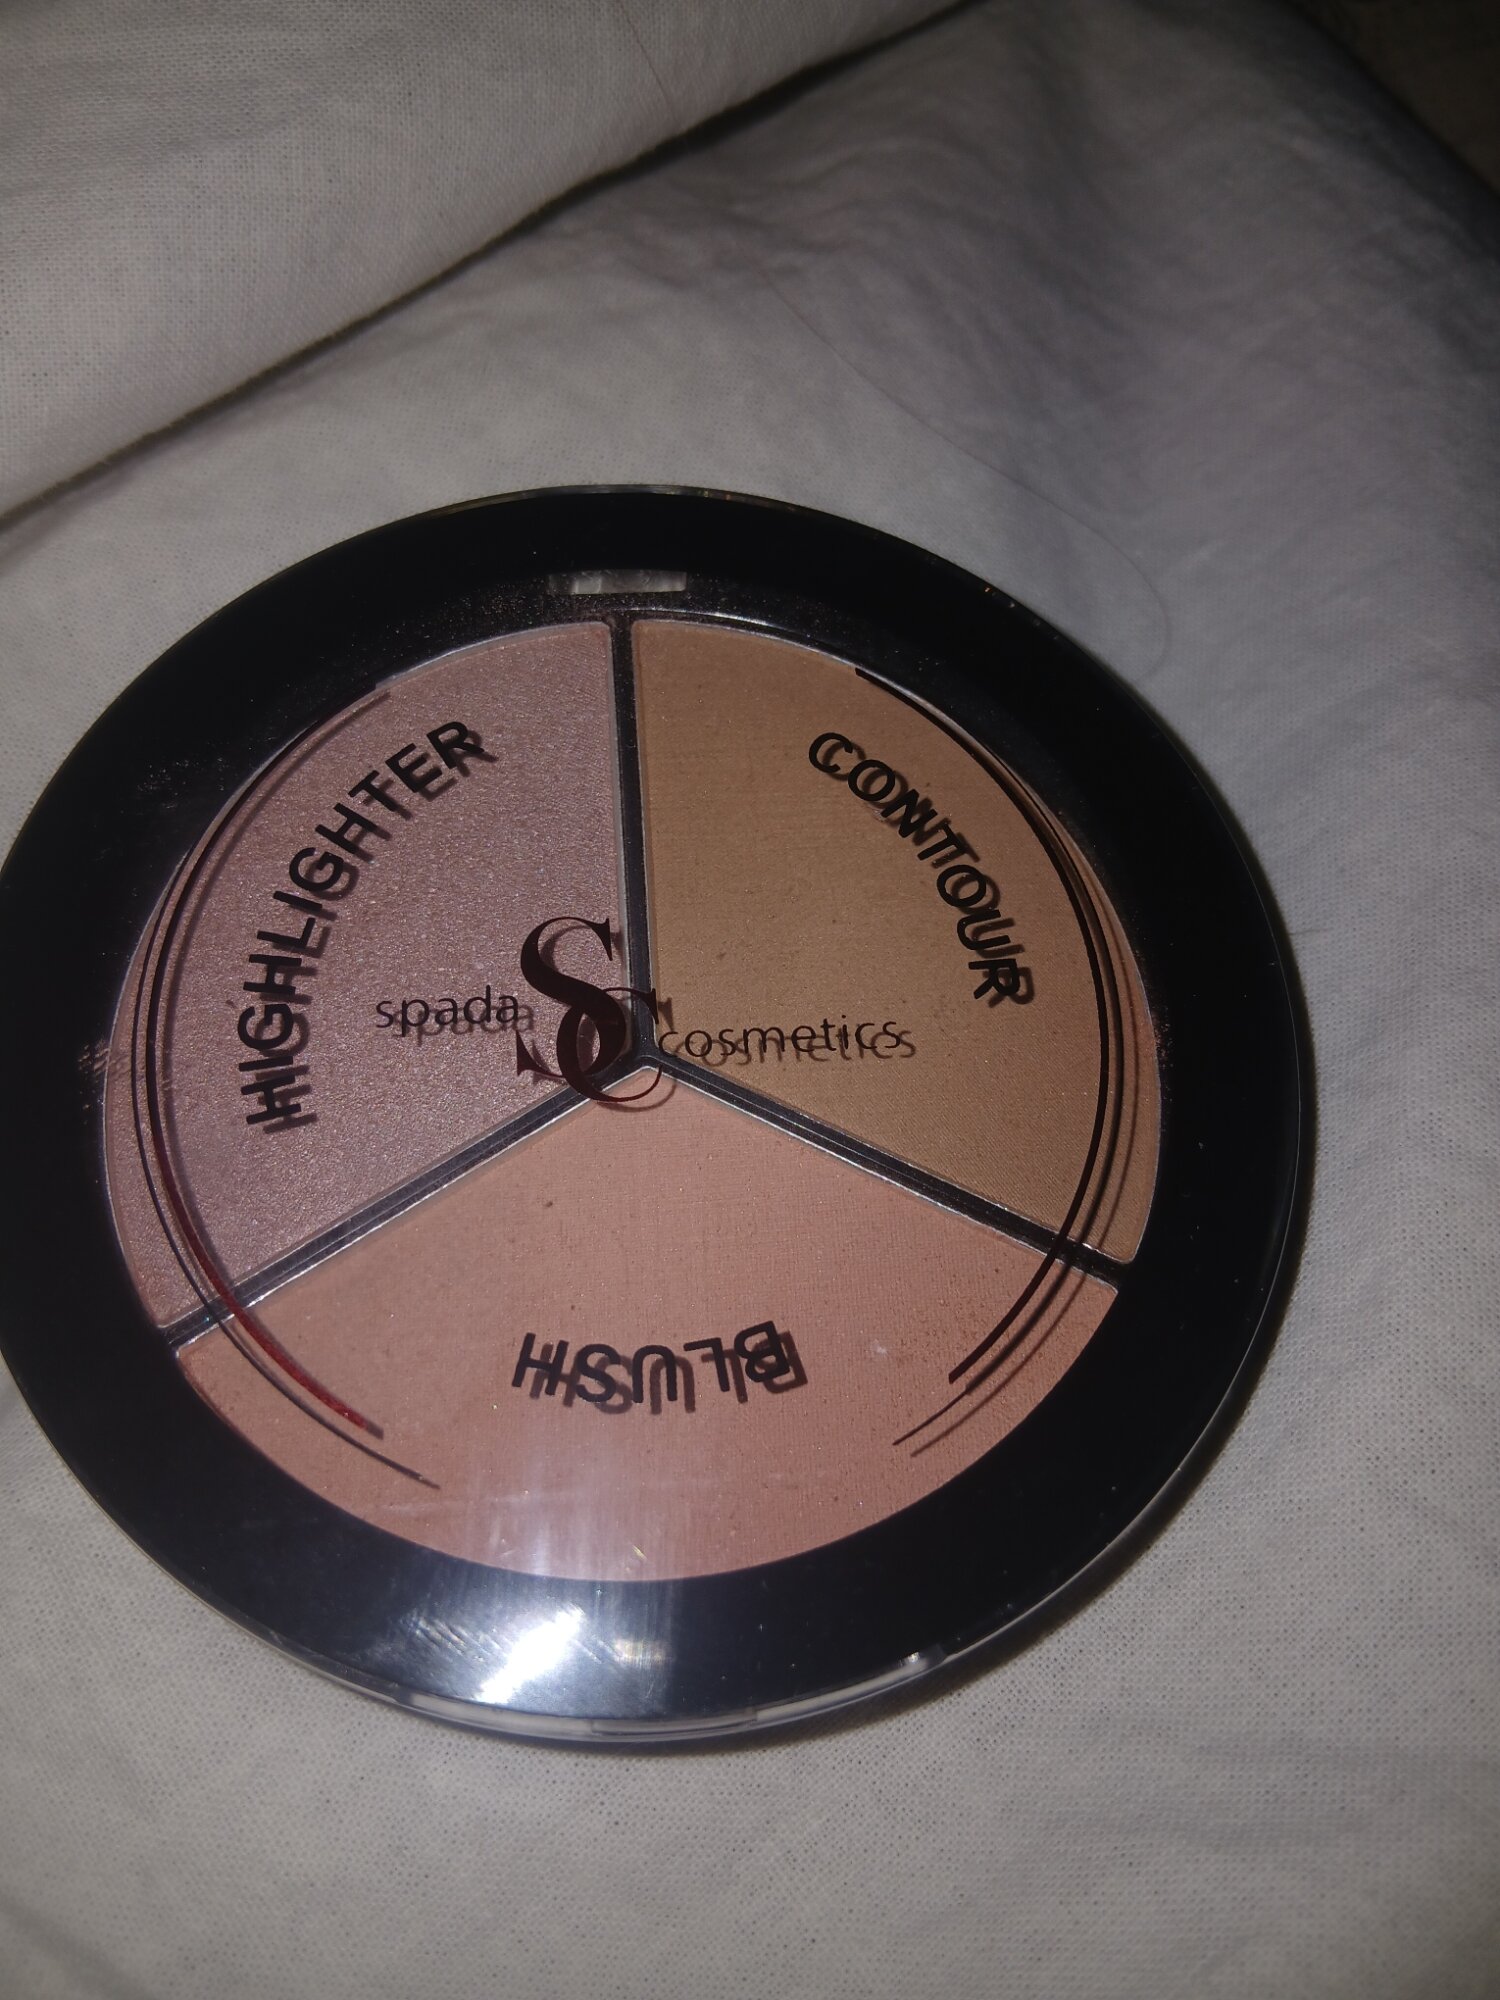 HIGHLIGHTER
CONTOUR
spada SC cosmetics
BLUSH